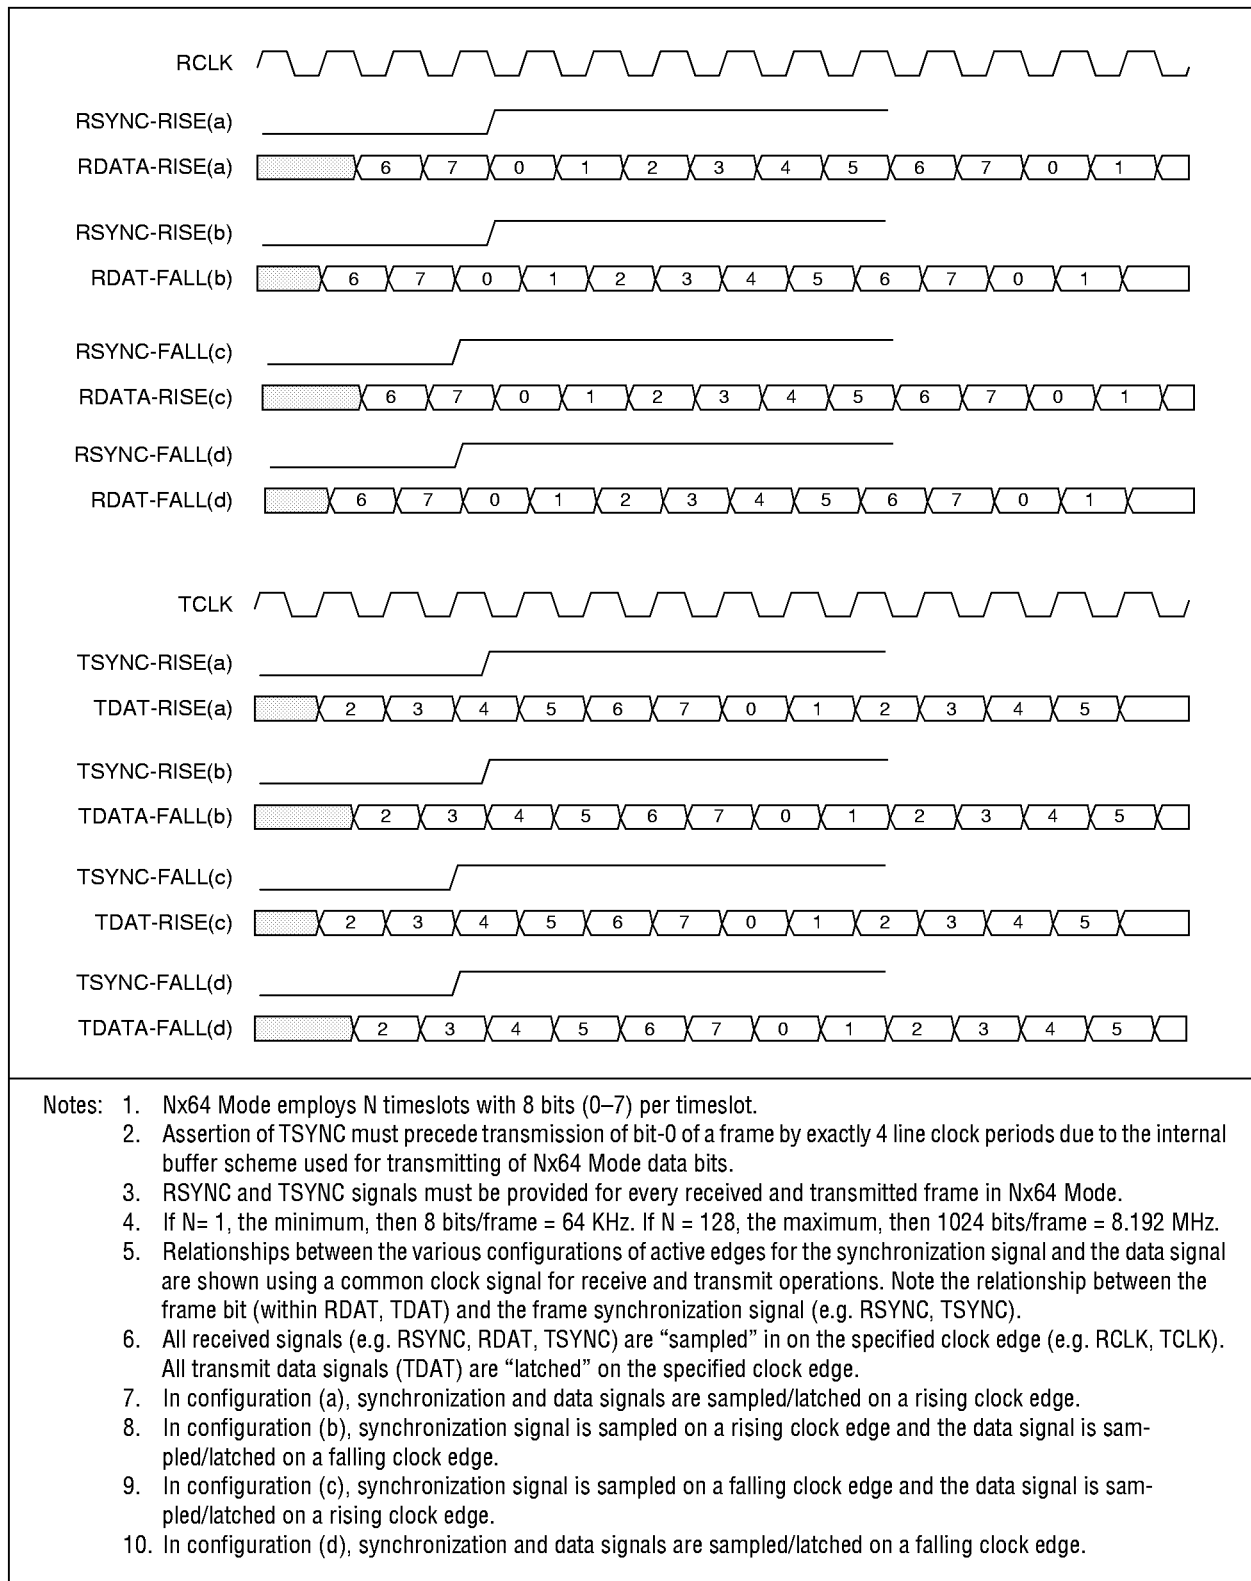 RCLK
RSYNC-RISE(a)
RDATA-RISE(a) 6 7 0 1 2 3 4 5 6 7 0 1
RSYNC-RISE(b)
RDAT-FALL(b) 6 7 0 1 2 3 4 5 6 7 0 1
RSYNC-FALL(c)
RDATA-RISE(c) 6 7 0 1 2 3 4 5 6 7 0 1
RSYNC-FALL(d)
RDAT-FALL(d) 6 7 0 1 2 3 4 5 6 7 0 1
TCLK
TSYNC-RISE(a)
TDAT-RISE(a) 2 3 4 5 6 7 0 1 2 3 4 5
TSYNC-RISE(b)
TDATA-FALL(b) 2 3 4 5 6 7 0 1 2 3 4 5
TSYNC-FALL(c)
TDAT-RISE(c) 2 3 4 5 6 7 0 1 2 3 4 5
TSYNC-FALL(d)
TDATA-FALL(d) 2 3 4 5 6 7 0 1 2 3 4 5
Notes: 1. Nx64 Mode employs N timeslots with 8 bits (0–7) per timeslot.
2. Assertion of TSYNC must precede transmission of bit-0 of a frame by exactly 4 line clock periods due to the internal
buffer scheme used for transmitting of Nx64 Mode data bits.
3. RSYNC and TSYNC signals must be provided for every received and transmitted frame in Nx64 Mode.
4. If N= 1, the minimum, then 8 bits/frame = 64 KHz. If N = 128, the maximum, then 1024 bits/frame = 8.192 MHz.
5. Relationships between the various configurations of active edges for the synchronization signal and the data signal
are shown using a common clock signal for receive and transmit operations. Note the relationship between the
frame bit (within RDAT, TDAT) and the frame synchronization signal (e.g. RSYNC, TSYNC).
6. All received signals (e.g. RSYNC, RDAT, TSYNC) are “sampled” in on the specified clock edge (e.g. RCLK, TCLK).
All transmit data signals (TDAT) are “latched” on the specified clock edge.
7. In configuration (a), synchronization and data signals are sampled/latched on a rising clock edge.
8. In configuration (b), synchronization signal is sampled on a rising clock edge and the data signal is sam-
pled/latched on a falling clock edge.
9. In configuration (c), synchronization signal is sampled on a falling clock edge and the data signal is sam-
pled/latched on a rising clock edge.
10. In configuration (d), synchronization and data signals are sampled/latched on a falling clock edge.